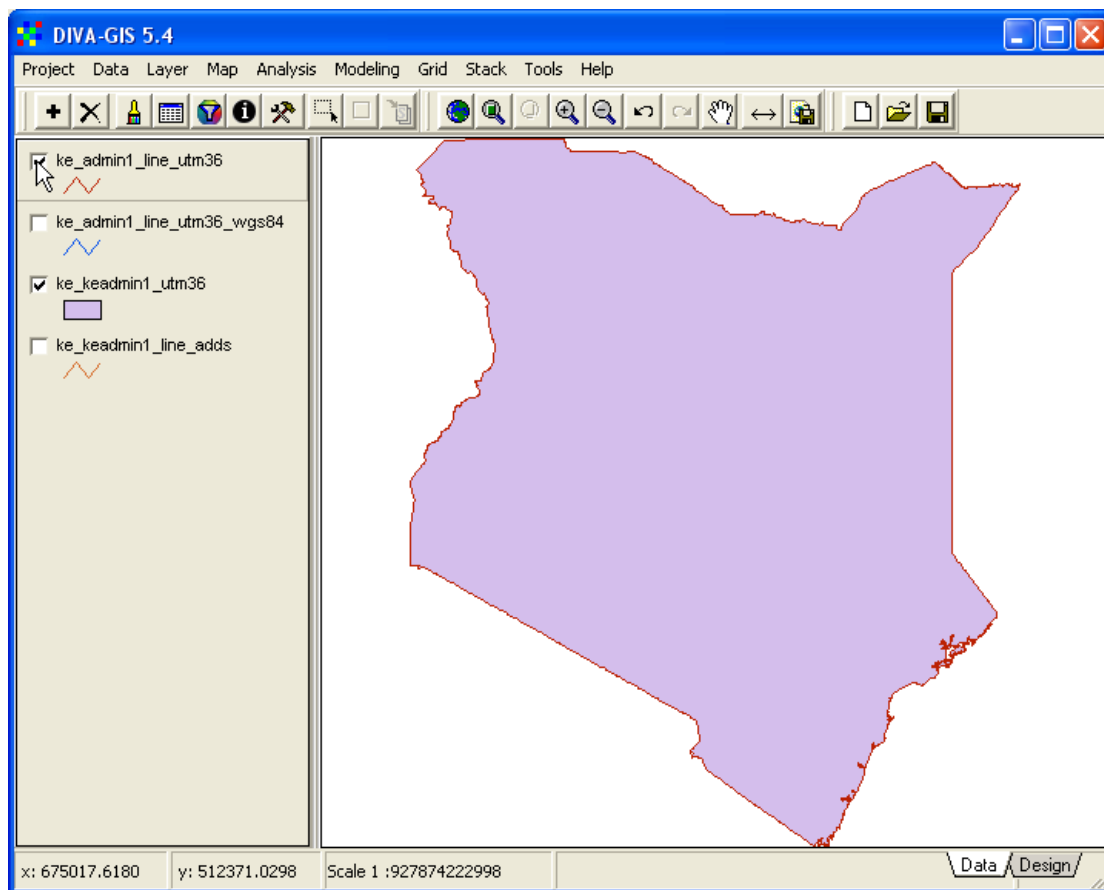 DIVA-GIS 5.4
Project Data Layer Map Analysis Modeling Grid Stack Tools Help
ke_admin1_line_utm36
ke_admin1_line_utm36_wgs84
ke_keadmin1_utm36
ke_keadmin1_line_adds
x: 675017.6180 y: 512371.0298 Scale 1 :927874222998 Data Design